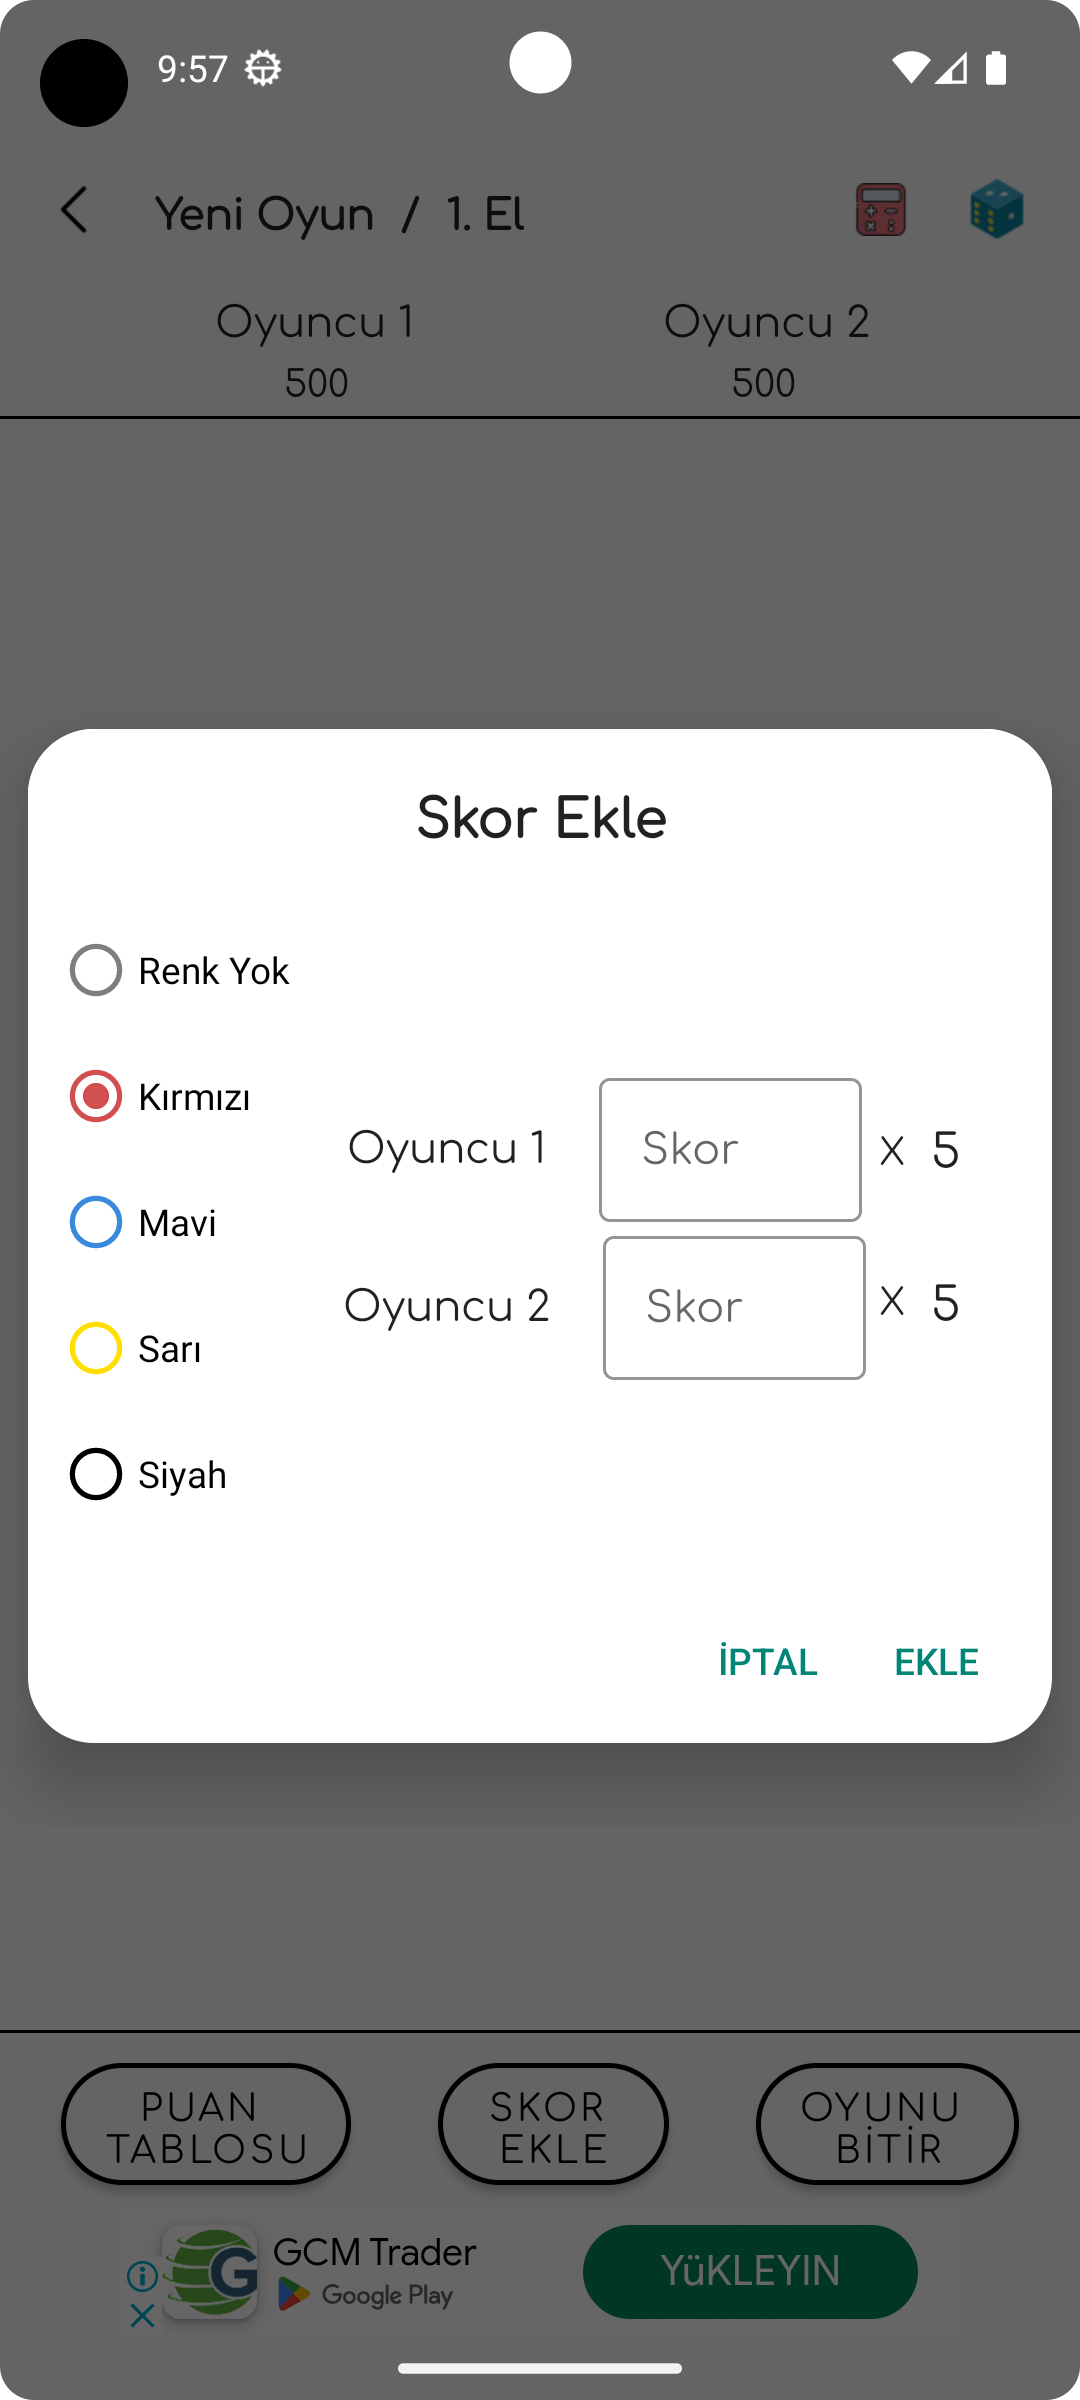 9:57
Yeni Oyun / 1. El
Oyuncu 1
Oyuncu 2
500
500
Skor Ekle
Renk Yok
Kırmızı
Mavi
Sarı
Siyah
Oyuncu 1
Skor
X 5
Oyuncu 2
Skor
X 5
İPTAL
EKLE
PUAN
TABLOSU
SKOR
EKLE
OYUNU
BİTİR
GCM Trader
Google Play
YüKLEYIN